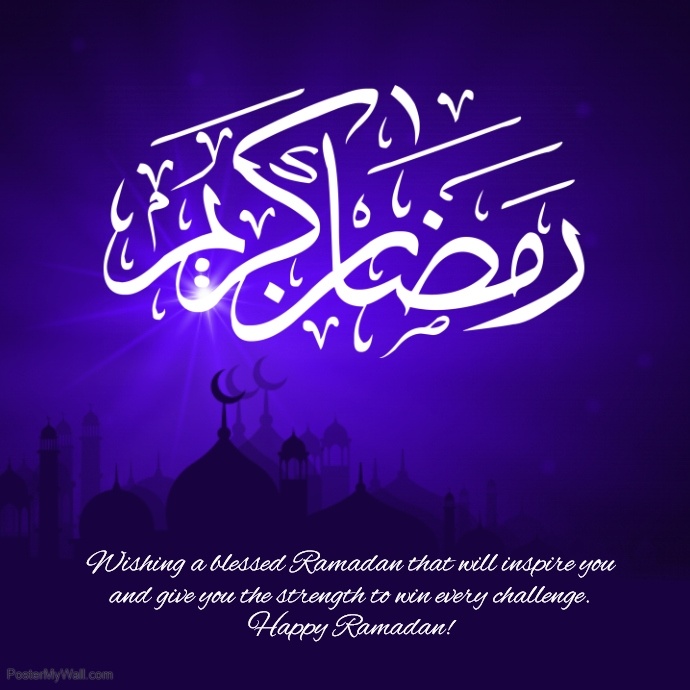 رمضان كريم
Wishing a blessed Ramadan that will inspire you
and give you the strength to win every challenge.
Happy Ramadan!
PosterMyWall.com